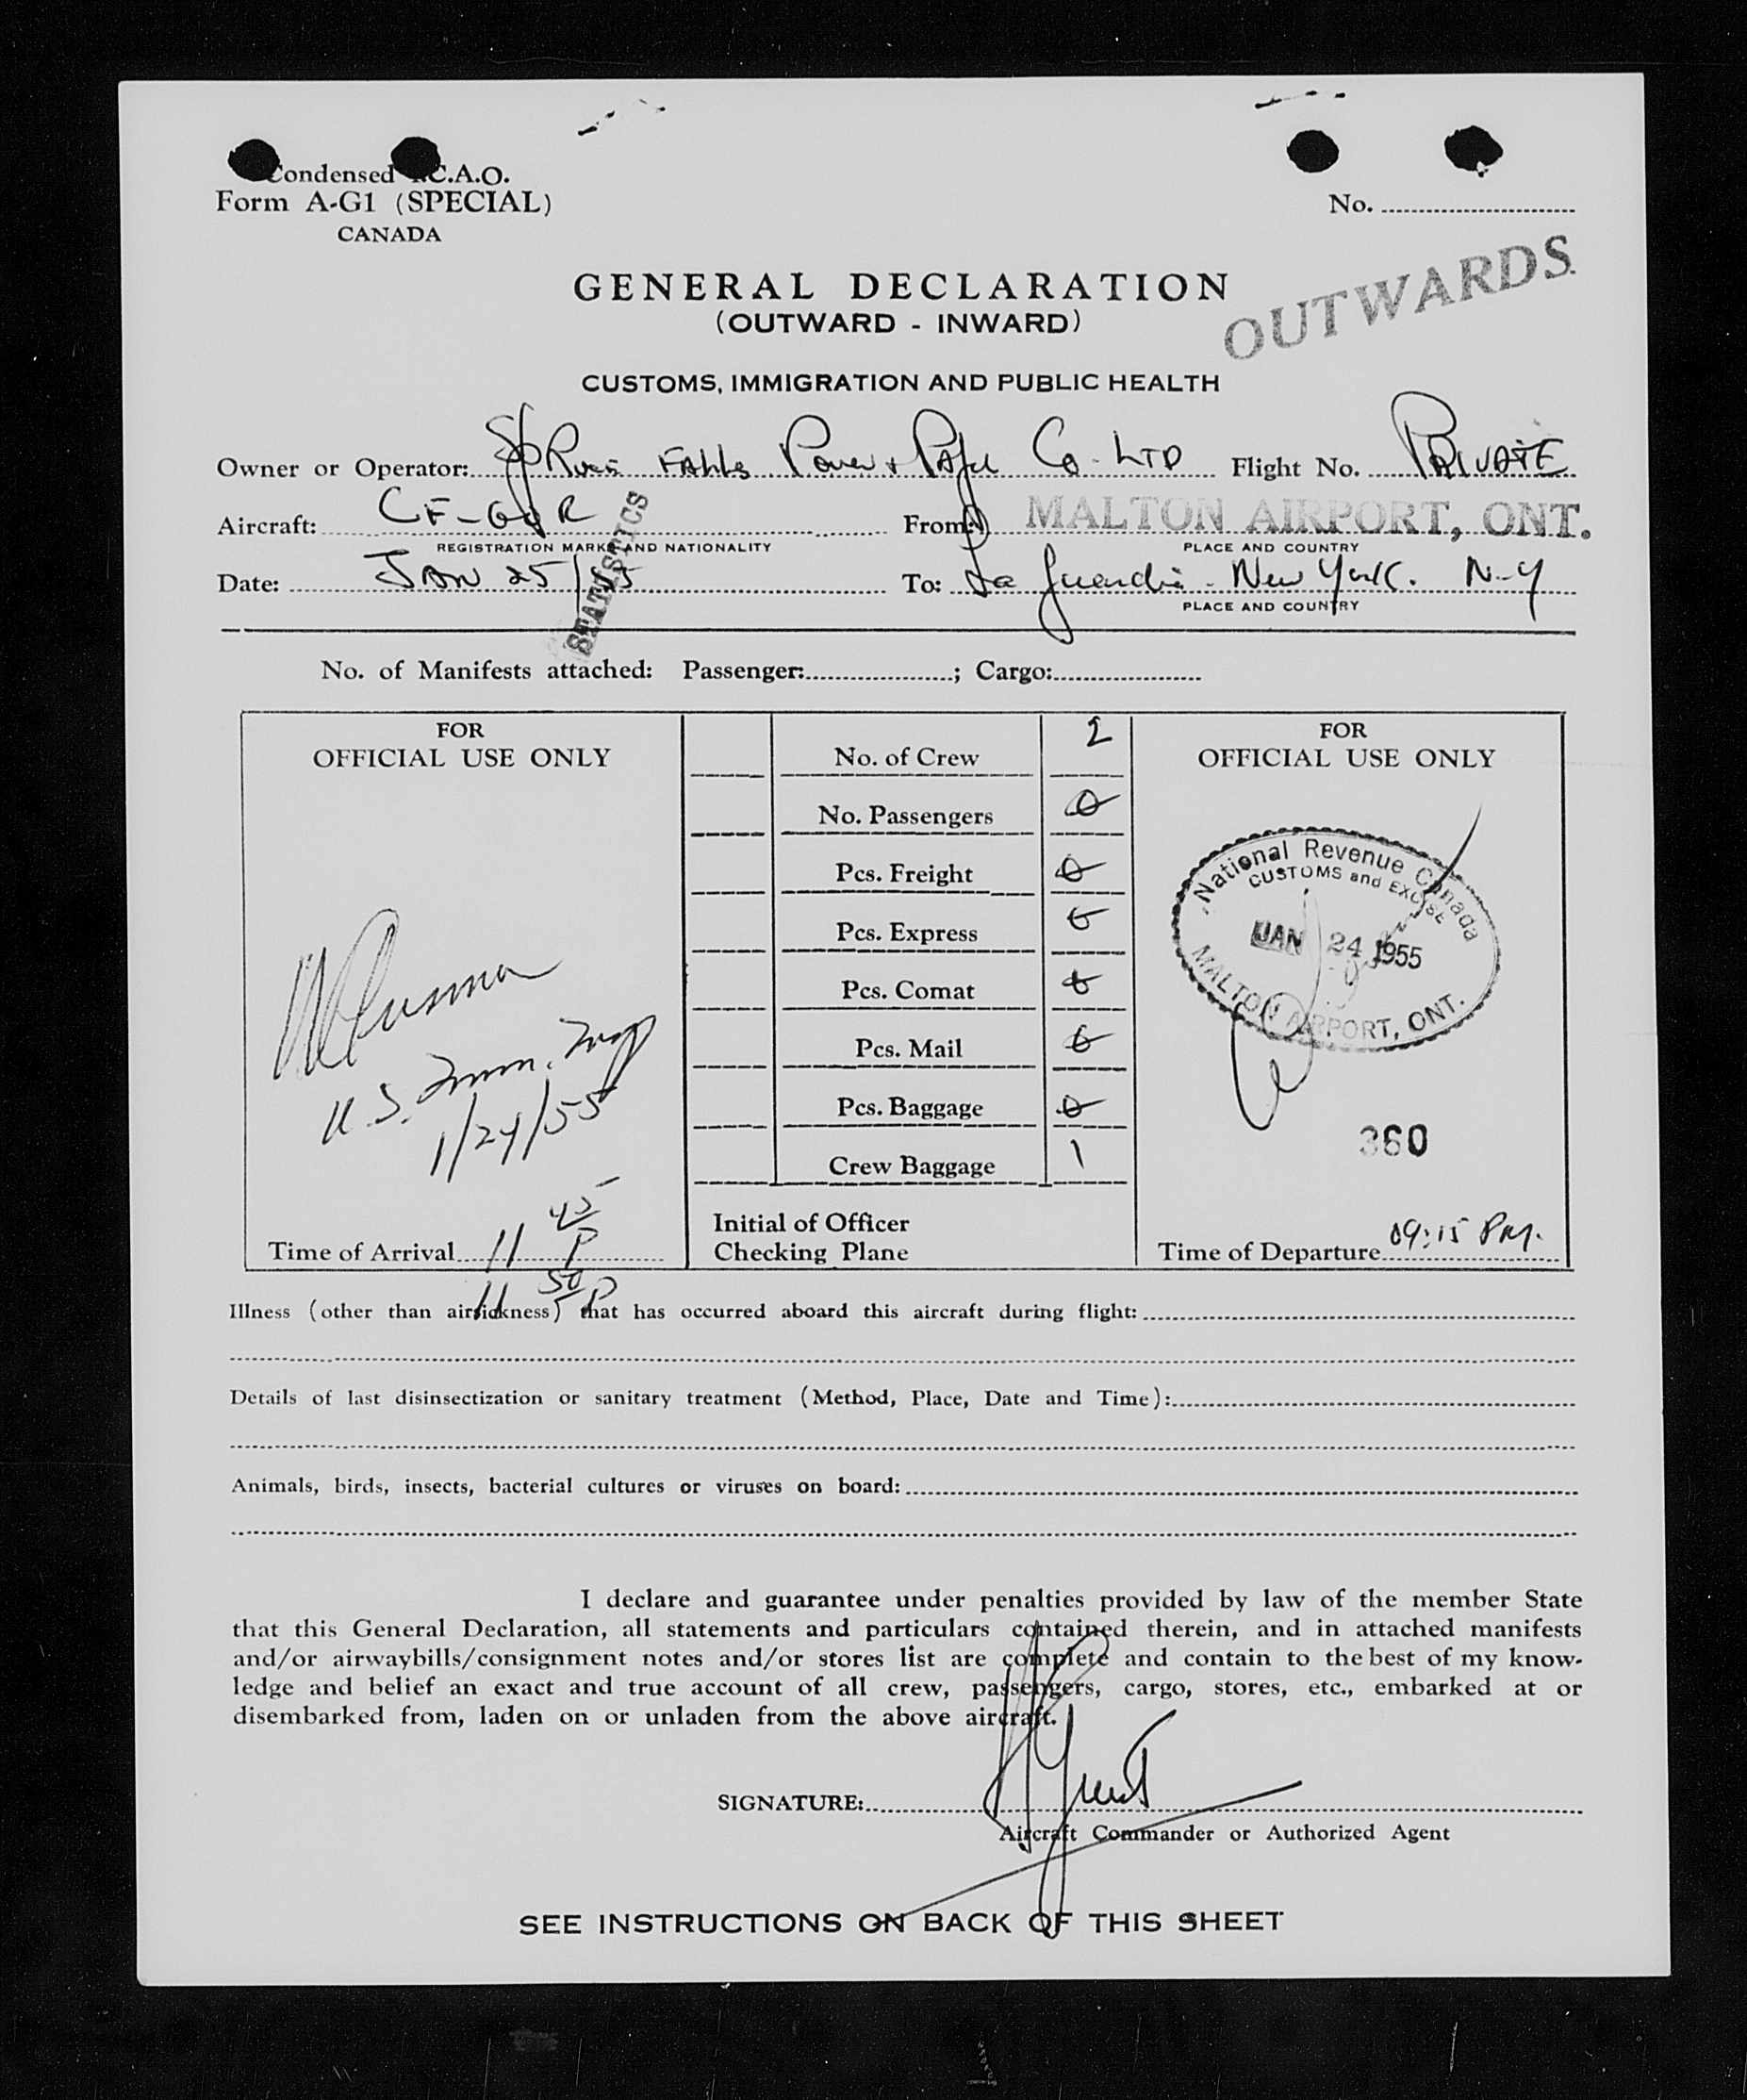 Condensed I.C.A.O.
Form A-G1 (SPECIAL)
CANADA
No.
OUTWARDS
GENERAL DECLARATION
(OUTWARD - INWARD)
CUSTOMS, IMMIGRATION AND PUBLIC HEALTH
Owner or Operator: Falls Power + Co. LTD Flight No. PRIVATE
Aircraft: CF- From: MALTON AIRPORT, ONT.
REGISTRATION MARKS AND NATIONALITY PLACE AND COUNTRY
STATISTICS
Date: JAN 25/55 To: La Guardia - New York. N-Y
PLACE AND COUNTRY
No. of Manifests attached: Passenger: ; Cargo:
FOR
OFFICIAL USE ONLY
U.S. Imm. Insp
1/24/55
Time of Arrival 11 45 P
11 50 P
No. of Crew 2
No. Passengers 0
Pcs. Freight 0
Pcs. Express 0
Pcs. Comat 0
Pcs. Mail 0
Pcs. Baggage 0
Crew Baggage 1
Initial of Officer
Checking Plane
FOR
OFFICIAL USE ONLY
National Revenue Canada
CUSTOMS and EXCISE
JAN 24 1955
MALTON AIRPORT, ONT.
360
Time of Departure 09:15 PM.
Illness (other than airsickness) that has occurred aboard this aircraft during flight:
Details of last disinsectization or sanitary treatment (Method, Place, Date and Time):
Animals, birds, insects, bacterial cultures or viruses on board:
I declare and guarantee under penalties provided by law of the member State
that this General Declaration, all statements and particulars contained therein, and in attached manifests
and/or airwaybills/consignment notes and/or stores list are complete and contain to the best of my know-
ledge and belief an exact and true account of all crew, passengers, cargo, stores, etc., embarked at or
disembarked from, laden on or unladen from the above aircraft.
SIGNATURE:
Aircraft Commander or Authorized Agent
SEE INSTRUCTIONS ON BACK OF THIS SHEET